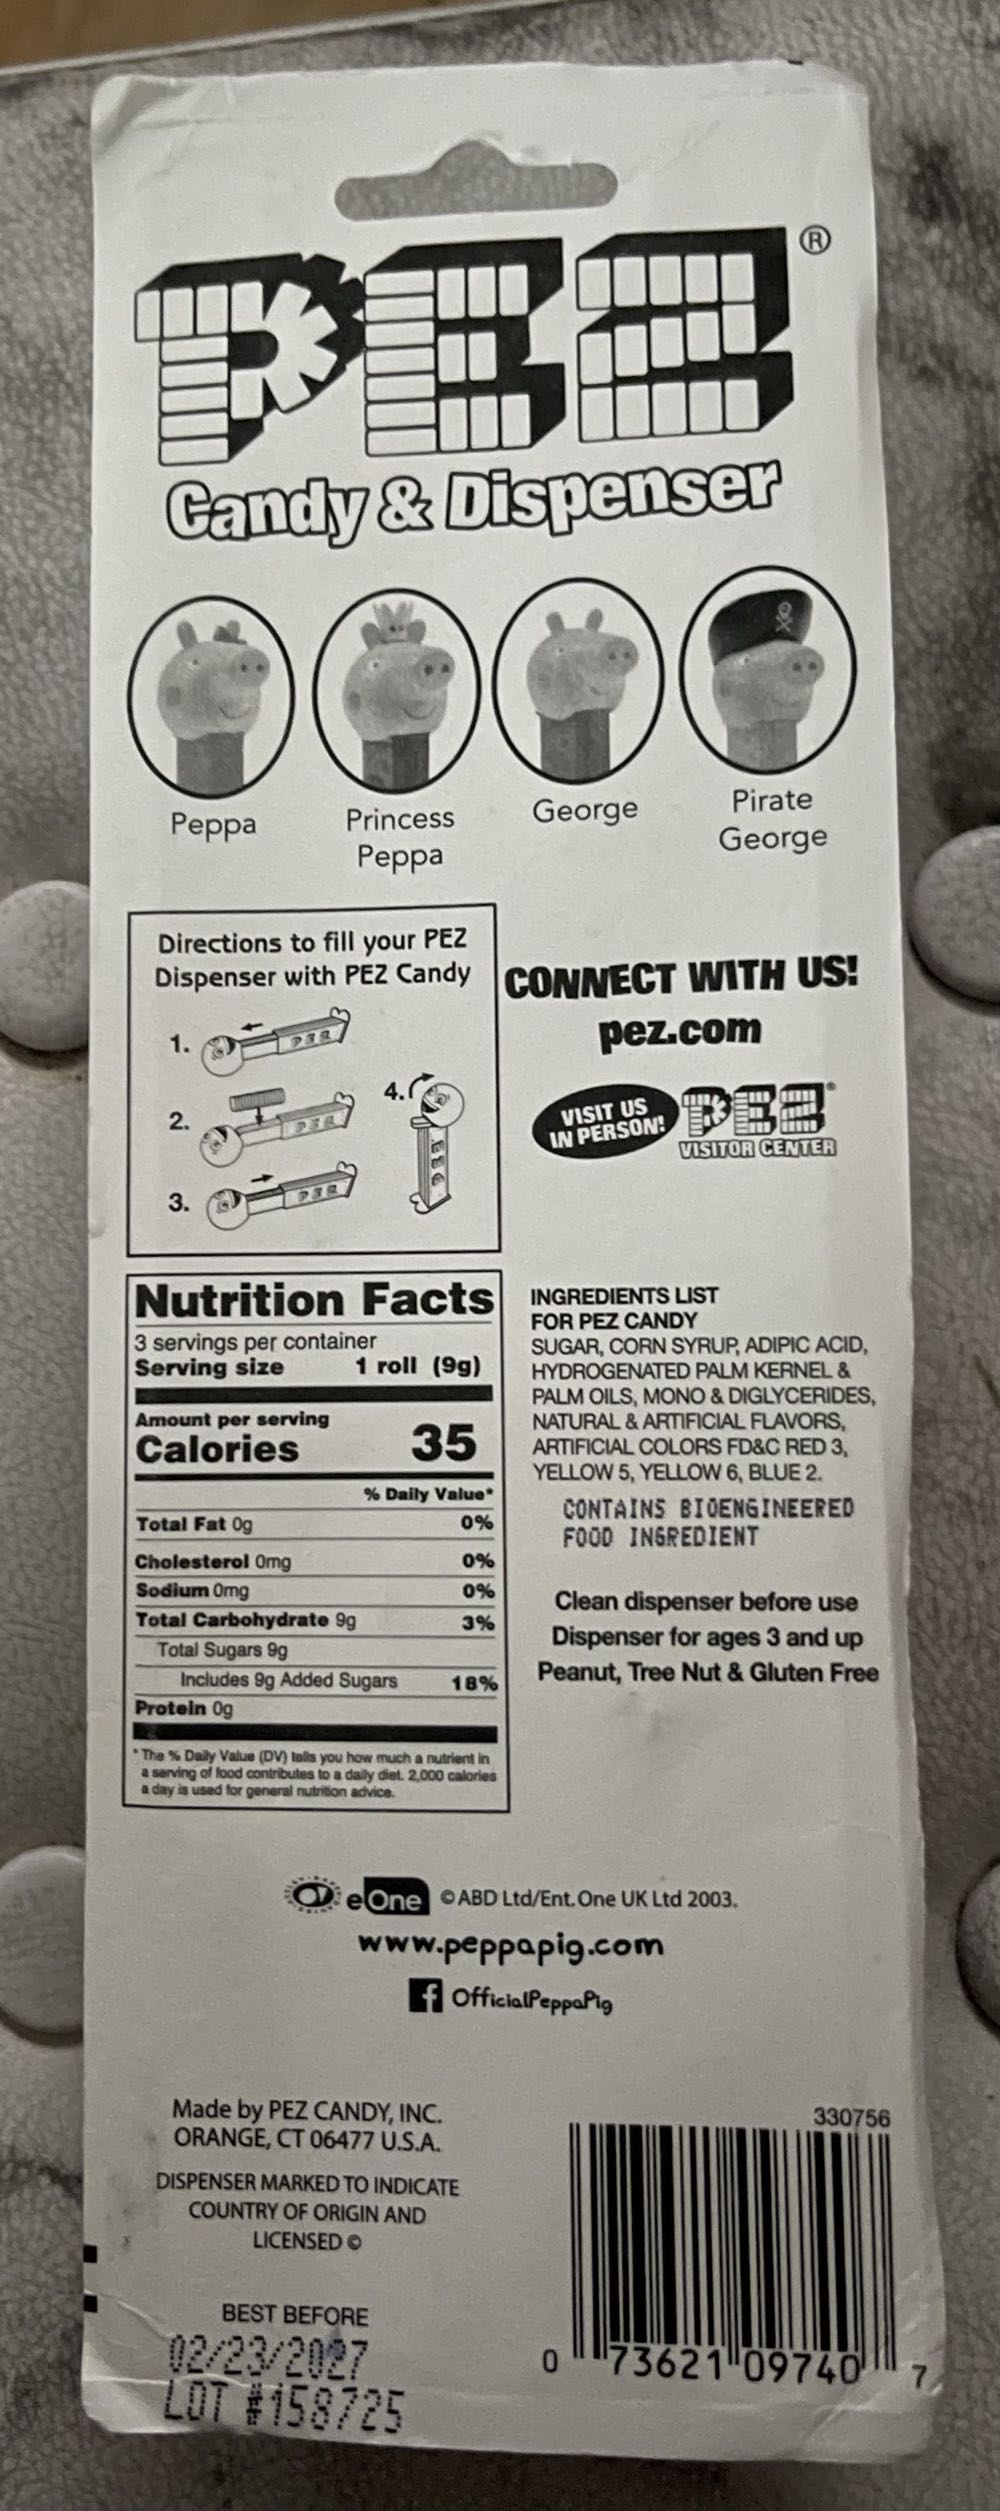 PEZ®
Candy & Dispenser
Peppa
Princess
Peppa
George
Pirate
George
Directions to fill your PEZ
Dispenser with PEZ Candy
1.
PEZ
2.
PEZ
3.
PEZ
4.
PEZ
CONNECT WITH US!
pez.com
VISIT US
IN PERSON!
PEZ®
VISITOR CENTER
Nutrition Facts
3 servings per container
Serving size 1 roll (9g)
Amount per serving
Calories 35
% Daily Value*
Total Fat 0g 0%
Cholesterol 0mg 0%
Sodium 0mg 0%
Total Carbohydrate 9g 3%
Total Sugars 9g
Includes 9g Added Sugars 18%
Protein 0g
* The % Daily Value (DV) tells you how much a nutrient in
a serving of food contributes to a daily diet. 2,000 calories
a day is used for general nutrition advice.
INGREDIENTS LIST
FOR PEZ CANDY
SUGAR, CORN SYRUP, ADIPIC ACID,
HYDROGENATED PALM KERNEL &
PALM OILS, MONO & DIGLYCERIDES,
NATURAL & ARTIFICIAL FLAVORS,
ARTIFICIAL COLORS FD&C RED 3,
YELLOW 5, YELLOW 6, BLUE 2.
CONTAINS BIOENGINEERED
FOOD INGREDIENT
Clean dispenser before use
Dispenser for ages 3 and up
Peanut, Tree Nut & Gluten Free
eOne ©ABD Ltd/Ent. One UK Ltd 2003.
www.peppapig.com
f OfficialPeppaPig
Made by PEZ CANDY, INC.
ORANGE, CT 06477 U.S.A.
DISPENSER MARKED TO INDICATE
COUNTRY OF ORIGIN AND
LICENSED ©
BEST BEFORE
02/23/2027
LOT #158725
330756
0 73621 09740 7